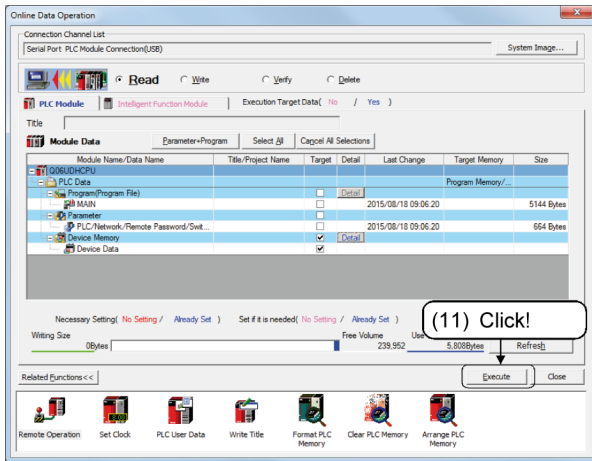 Online Data Operation
Connection Channel List
Serial Port PLC Module Connection(USB)
System Image...
Read Write Verify Delete
PLC Module Intelligent Function Module Execution Target Data( No / Yes )
Title
Module Data Parameter+Program Select All Cancel All Selections
Module Name/Data Name Title/Project Name Target Detail Last Change Target Memory Size
Q06UDHCPU
PLC Data Program Memory/...
Program(Program File) Detail
MAIN 2015/08/18 09:06:20 5144 Bytes
Parameter
PLC/Network/Remote Password/Swit... 2015/08/18 09:06:20 664 Bytes
Device Memory Detail
Device Data
Necessary Setting( No Setting / Already Set ) Set if it is needed( No Setting / Already Set )
(11) Click!
Writing Size Free Volume Use
0Bytes 239,952 5,808Bytes Refresh
Related Functions<< Execute Close
Remote Operation Set Clock PLC User Data Write Title Format PLC Memory Clear PLC Memory Arrange PLC Memory